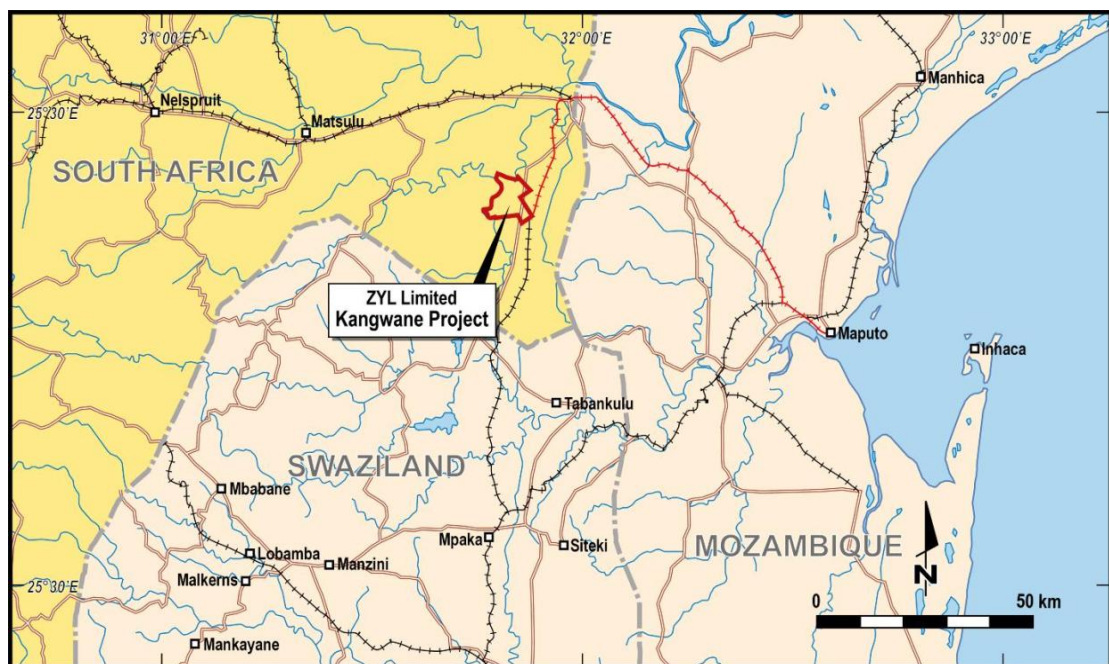 31°00'E
32°00'E
33°00'E
Manhica
Nelspruit
25°30'E
Matsulu
SOUTH AFRICA
ZYL Limited
Kangwane Project
Maputo
Inhaca
Tabankulu
SWAZILAND
Mbabane
Mpaka
Siteki
MOZAMBIQUE
Lobamba
Manzini
Malkerns
25°30'E
N
0
50 km
Mankayane